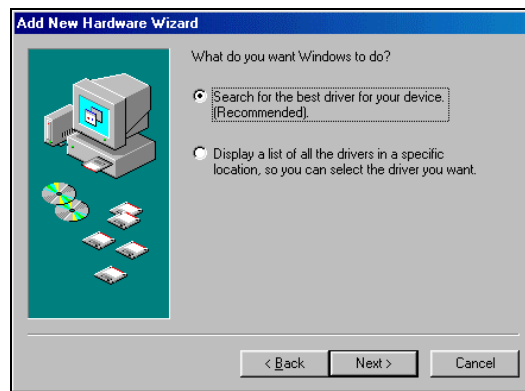 Add New Hardware Wizard
What do you want Windows to do?
Search for the best driver for your device.
(Recommended).
Display a list of all the drivers in a specific
location, so you can select the driver you want.
< Back
Next >
Cancel